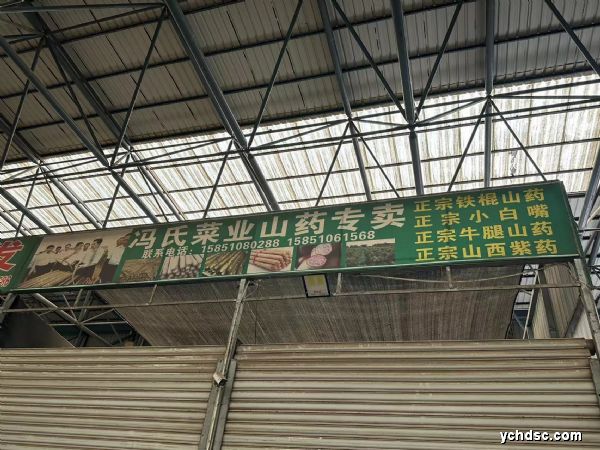 发
冯氏菜业山药专卖
联系电话: 15851080288 15851061568
正宗铁棍山药
正宗小白嘴
正宗牛腿山药
正宗山西紫药
ychdsc.com